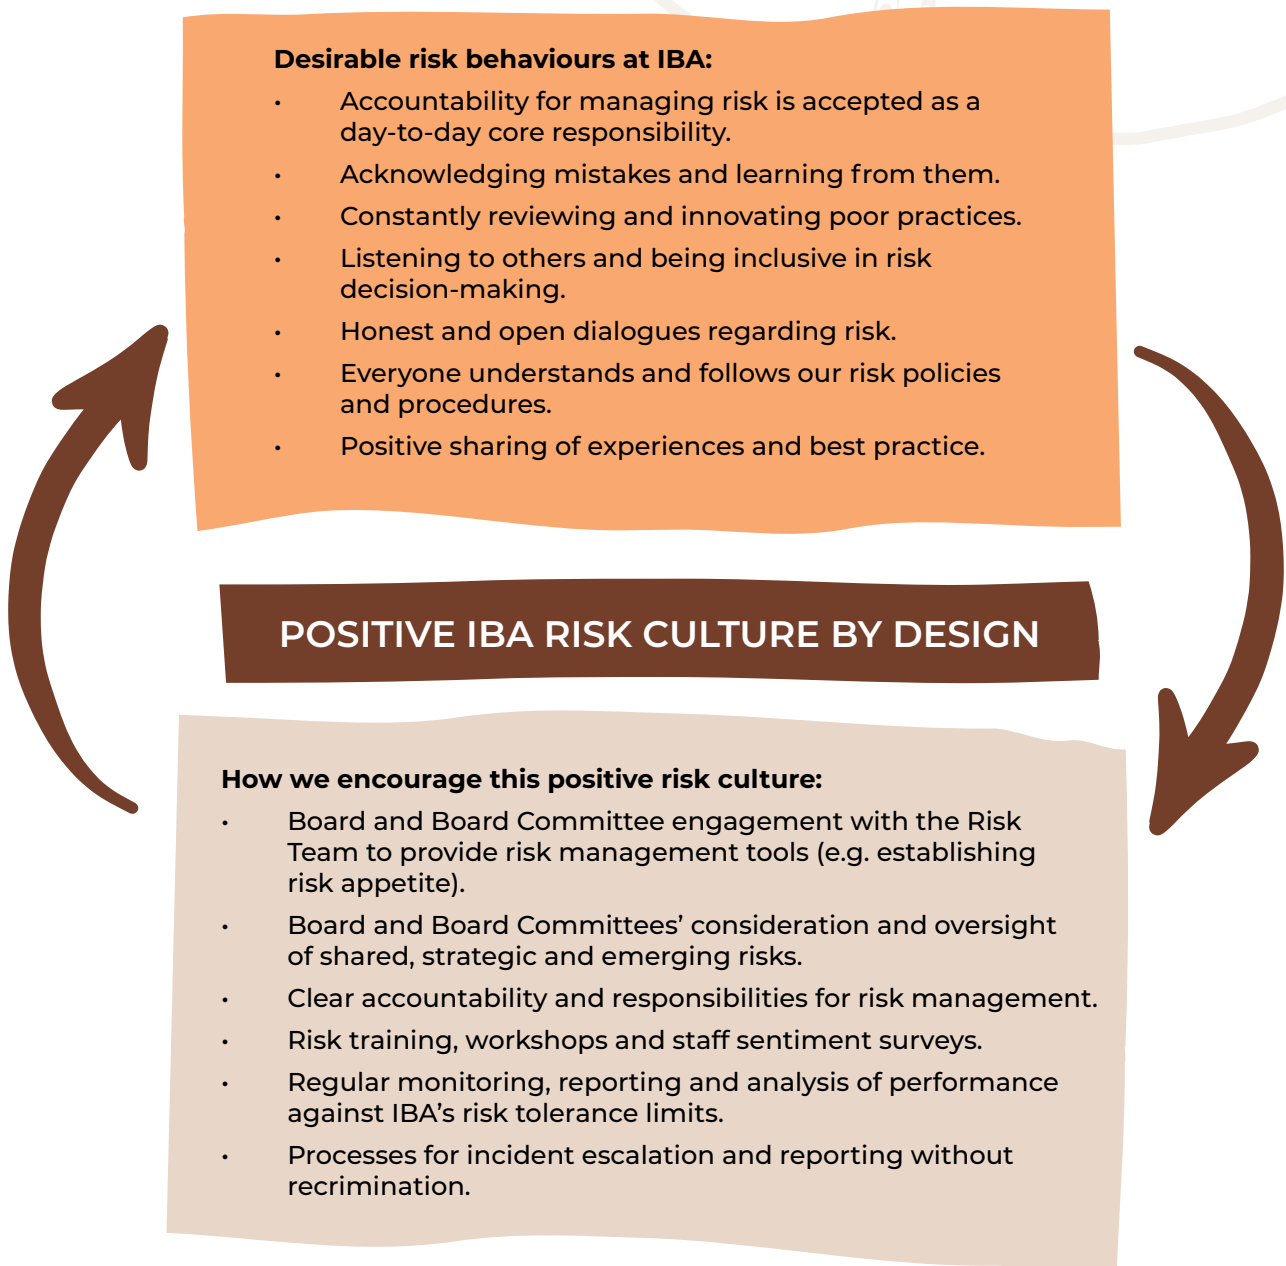 Desirable risk behaviours at IBA:
• Accountability for managing risk is accepted as a
day-to-day core responsibility.
• Acknowledging mistakes and learning from them.
• Constantly reviewing and innovating poor practices.
• Listening to others and being inclusive in risk
decision-making.
• Honest and open dialogues regarding risk.
• Everyone understands and follows our risk policies
and procedures.
• Positive sharing of experiences and best practice.
POSITIVE IBA RISK CULTURE BY DESIGN
How we encourage this positive risk culture:
• Board and Board Committee engagement with the Risk
Team to provide risk management tools (e.g. establishing
risk appetite).
• Board and Board Committees’ consideration and oversight
of shared, strategic and emerging risks.
• Clear accountability and responsibilities for risk management.
• Risk training, workshops and staff sentiment surveys.
• Regular monitoring, reporting and analysis of performance
against IBA’s risk tolerance limits.
• Processes for incident escalation and reporting without
recrimination.